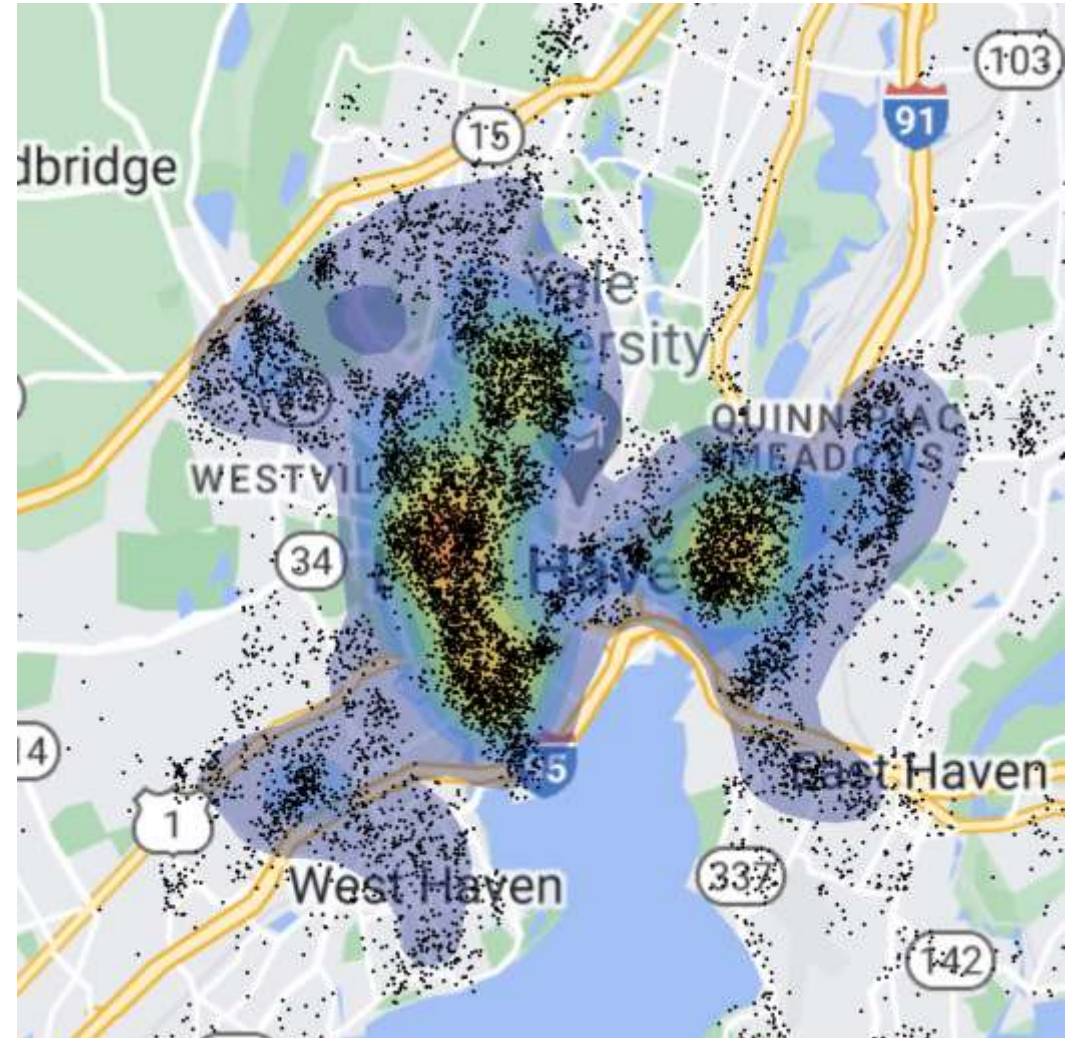 103
15
91
dbridge
Yale
ersity
QUINNIPIAC
MEADOWS
WESTVIL
34
Have
14
5
East Haven
1
West Haven
337
142